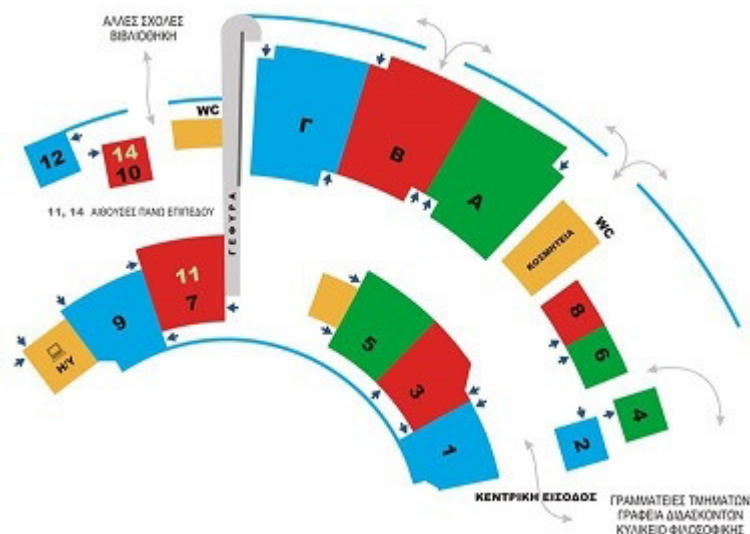 ΑΛΛΕΣ ΣΧΟΛΕΣ
ΒΙΒΛΙΟΘΗΚΗ
WC
12
14
10
11, 14 ΑΙΘΟΥΣΕΣ ΠΑΝΩ ΕΠΙΠΕΔΟΥ
ΓΕΦΥΡΑ
Γ
Β
Α
WC
ΚΟΣΜΗΤΕΙΑ
11
7
9
Η/Υ
5
3
1
8
6
4
2
ΚΕΝΤΡΙΚΗ ΕΙΣΟΔΟΣ
ΓΡΑΜΜΑΤΕΙΕΣ ΤΜΗΜΑΤΩΝ
ΓΡΑΦΕΙΑ ΔΙΔΑΣΚΟΝΤΩΝ
ΚΥΛΙΚΕΙΟ ΦΙΛΟΣΟΦΙΚΗΣ